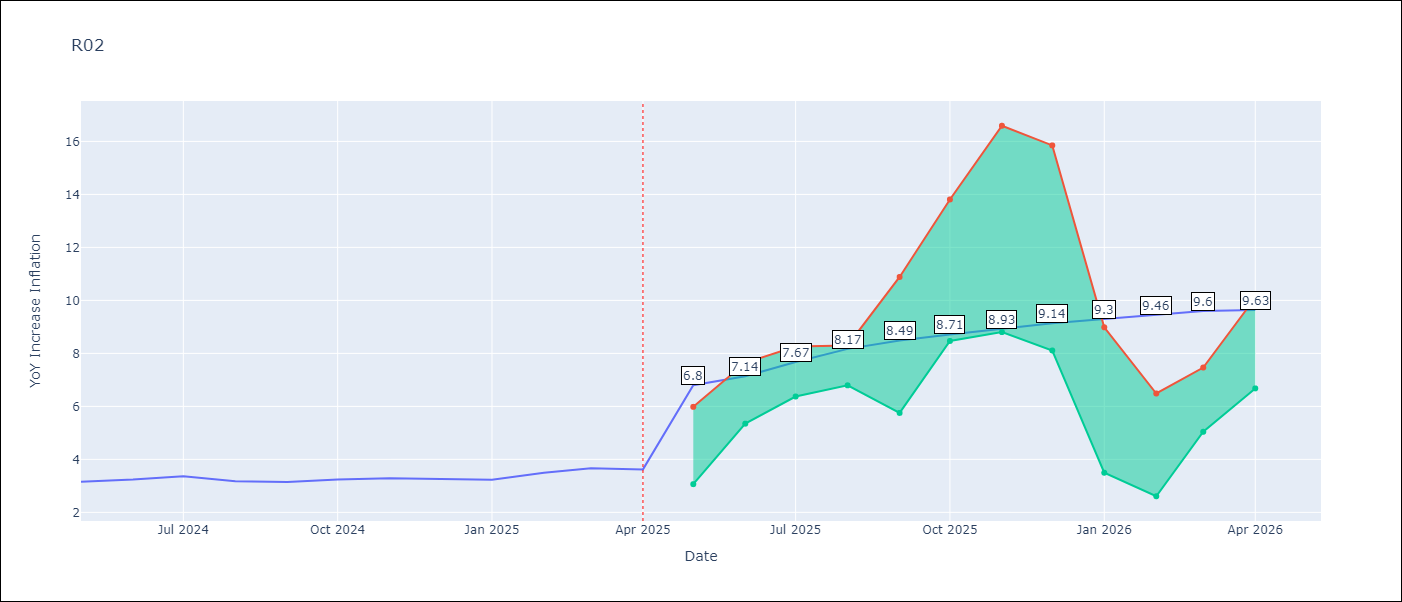 R02
YoY Increase Inflation
16
14
12
10
8
6
4
2
6.8
7.14
7.67
8.17
8.49
8.71
8.93
9.14
9.3
9.46
9.6
9.63
Jul 2024
Oct 2024
Jan 2025
Apr 2025
Jul 2025
Oct 2025
Jan 2026
Apr 2026
Date